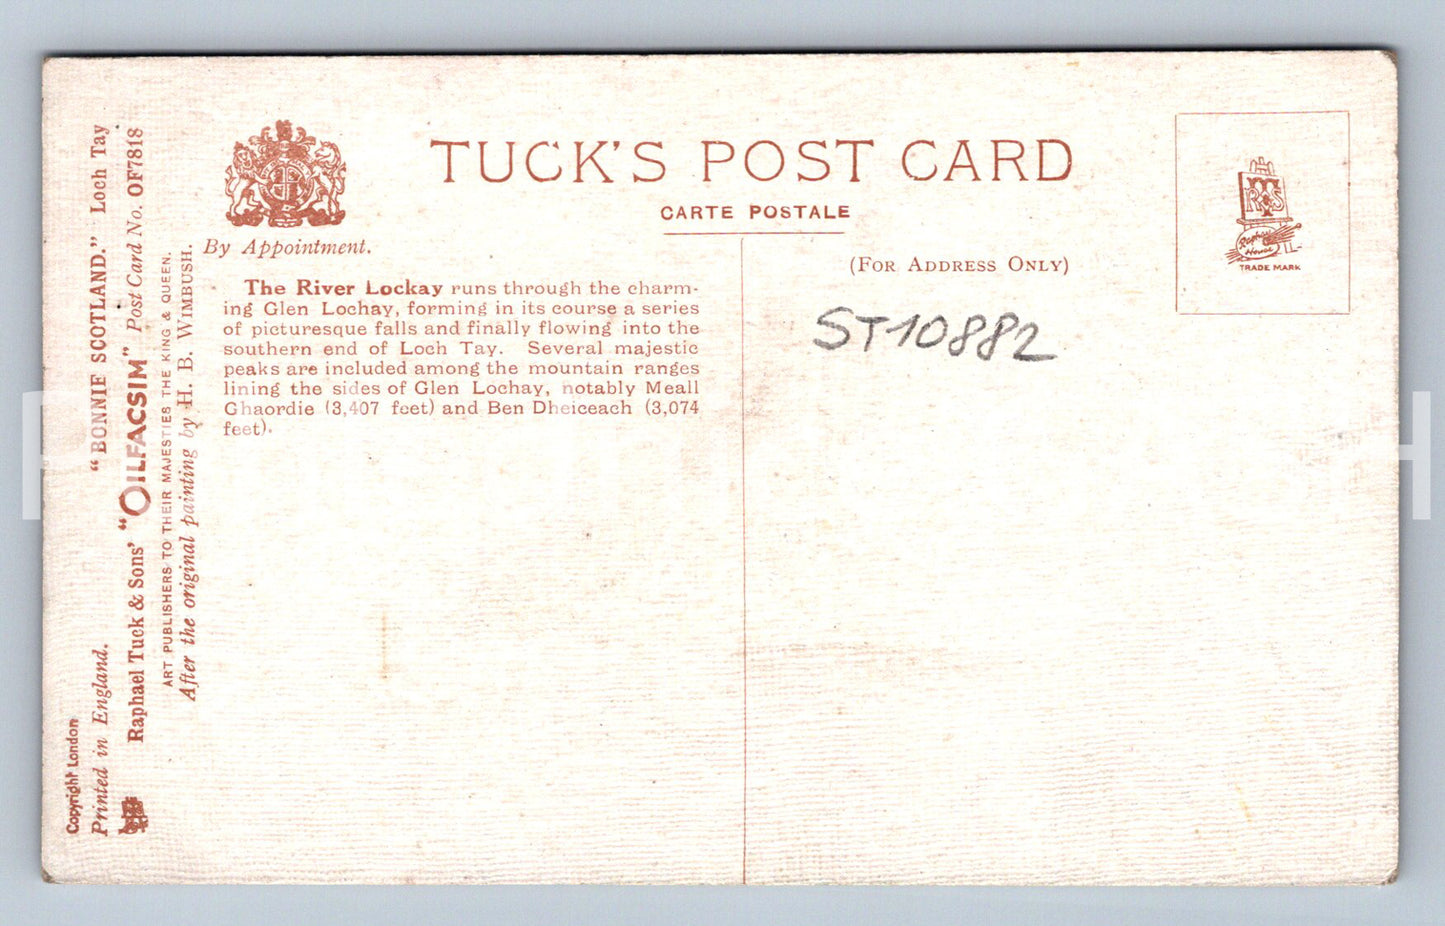 TUCK'S POST CARD
CARTE POSTALE
(FOR ADDRESS ONLY)
By Appointment.
The River Lockay runs through the charm-
ing Glen Lochay, forming in its course a series
of picturesque falls and finally flowing into the
southern end of Loch Tay. Several majestic
peaks are included among the mountain ranges
lining the sides of Glen Lochay, notably Meall
Ghaordie (3,407 feet) and Ben Dheiceach (3,074
feet).
ST10882
RTS
Raphael
House
TRADE MARK
Copyright London
Printed in England.
"BONNIE SCOTLAND." Loch Tay
Raphael Tuck & Sons' "OILFACSIM" Post Card No. OF7818
ART PUBLISHERS TO THEIR MAJESTIES THE KING & QUEEN.
After the original painting by H. B. WIMBUSH.